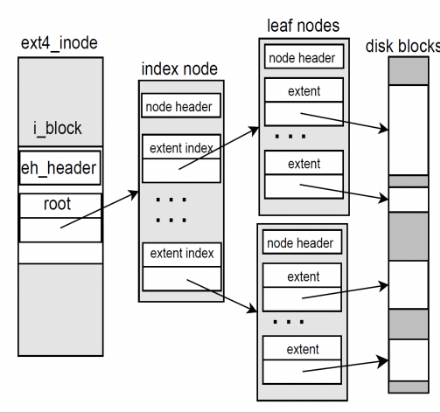 ext4_inode
i_block
eh_header
root
index node
node header
extent index
. . .
. . .
extent index
leaf nodes
node header
extent
. . .
extent
node header
extent
. . .
extent
disk blocks